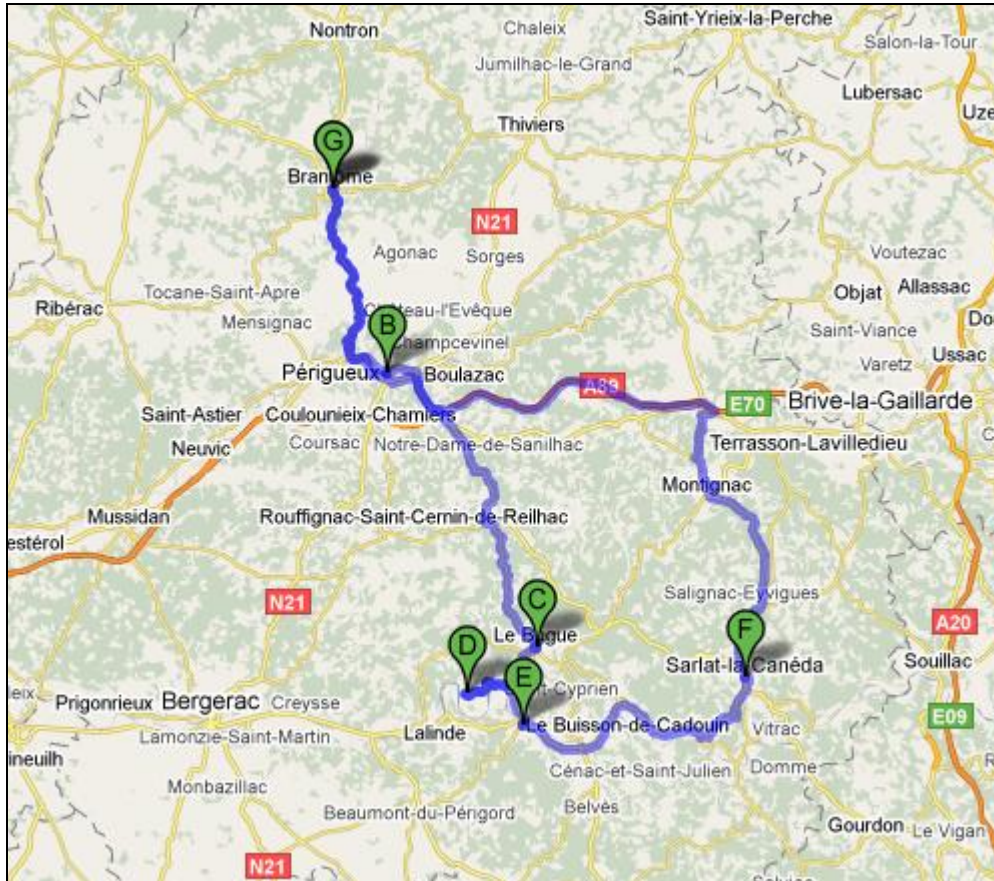 Saint-Yrieix-la-Perche
Nontron
Chaleix
Salon-la-Tour
Jumilhac-le-Grand
Lubersac
Uze
Thiviers
G
N21
Agonac
Sorges
Voutezac
Tocane-Saint-Apre
Objat
Allassac
Ribérac
Mensignac
B
Saint-Viance
Champcevinel
Ussac
Varetz
Périgueux
Boulazac
A89
E70
Brive-la-Gaillarde
Saint-Astier
Coulounieix-Chamiers
Coursac
Notre-Dame-de-Sanilhac
Terrasson-Lavilledieu
Neuvic
Montignac
Mussidan
Rouffignac-Saint-Cernin-de-Reilhac
estérol
N21
Salignac-Eyvigues
C
A20
F
Le Bugue
D
Sarlat-la-Canéda
Souillac
E
rt-Cyprien
leix
Prigonrieux
Bergerac
Creysse
E09
Le Buisson-de-Cadouin
Vitrac
Lalinde
Lamonzie-Saint-Martin
ineuilh
Cénac-et-Saint-Julien
Domme
Monbazillac
Beaumont-du-Périgord
Belvès
Gourdon
Le Vigan
N21